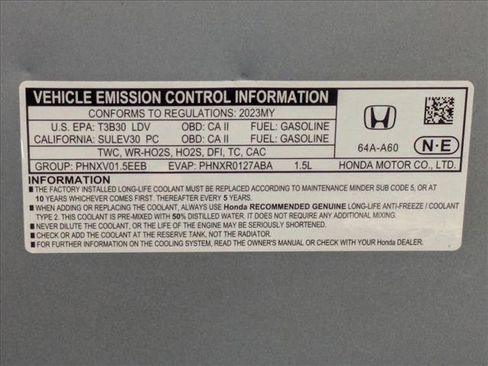 VEHICLE EMISSION CONTROL INFORMATION
CONFORMS TO REGULATIONS: 2023MY
U.S. EPA: T3B30 LDV OBD: CA II FUEL: GASOLINE
CALIFORNIA: SULEV30 PC OBD: CA II FUEL: GASOLINE
TWC, WR-HO2S, HO2S, DFI, TC, CAC
GROUP: PHNXV01.5EEB EVAP: PHNXR0127ABA 1.5L
HONDA
64A-A60
N·E
HONDA MOTOR CO., LTD.
INFORMATION
■ THE FACTORY INSTALLED LONG-LIFE COOLANT MUST BE REPLACED ACCORDING TO MAINTENANCE MINDER SUB CODE 5, OR AT
10 YEARS WHICHEVER COMES FIRST. THEREAFTER EVERY 5 YEARS.
■ WHEN ADDING OR REPLACING THE COOLANT, ALWAYS USE Honda RECOMMENDED GENUINE LONG-LIFE ANTI-FREEZE / COOLANT
TYPE 2. THIS COOLANT IS PRE-MIXED WITH 50% DISTILLED WATER. IT DOES NOT REQUIRE ANY ADDITIONAL MIXING.
■ NEVER DILUTE THE COOLANT, OR THE LIFE OF THE ENGINE MAY BE SERIOUSLY SHORTENED.
■ CHECK OR ADD THE COOLANT AT THE RESERVE TANK, NOT THE RADIATOR.
■ FOR FURTHER INFORMATION ON THE COOLING SYSTEM, READ THE OWNER'S MANUAL OR CHECK WITH YOUR Honda DEALER.